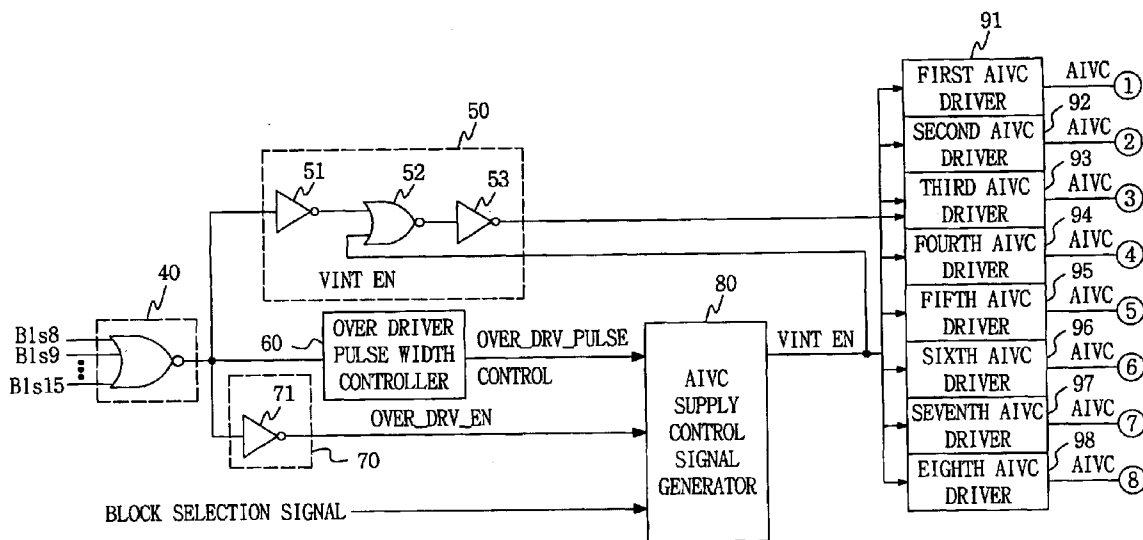 91
FIRST AIVC
DRIVER
AIVC
1
92
SECOND AIVC
DRIVER
AIVC
2
93
THIRD AIVC
DRIVER
AIVC
3
94
FOURTH AIVC
DRIVER
AIVC
4
95
FIFTH AIVC
DRIVER
AIVC
5
96
SIXTH AIVC
DRIVER
AIVC
6
97
SEVENTH AIVC
DRIVER
AIVC
7
98
EIGHTH AIVC
DRIVER
AIVC
8
50
51
52
53
VINT EN
40
Bls8
Bls9
Bls15
60
OVER DRIVER
PULSE WIDTH
CONTROLLER
OVER_DRV_PULSE
CONTROL
71
OVER_DRV_EN
70
80
AIVC
SUPPLY
CONTROL
SIGNAL
GENERATOR
VINT EN
BLOCK SELECTION SIGNAL